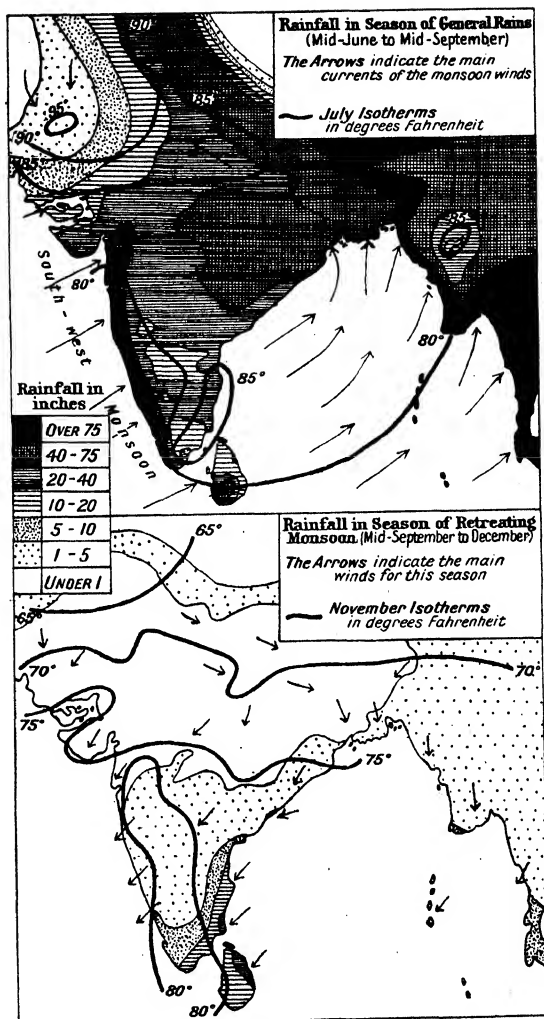 Rainfall in Season of General Rains
(Mid-June to Mid-September)
The Arrows indicate the main
currents of the monsoon winds
July Isotherms
in degrees Fahrenheit
90°
85°
95°
90°
85°
85°
80°
South-west Monsoon
80°
85°
Rainfall in
inches
OVER 75
40-75
20-40
10-20
5-10
1-5
UNDER 1
Rainfall in Season of Retreating
Monsoon (Mid-September to December)
The Arrows indicate the main
winds for this season
November Isotherms
in degrees Fahrenheit
65°
65°
70°
70°
75°
75°
80°
80°